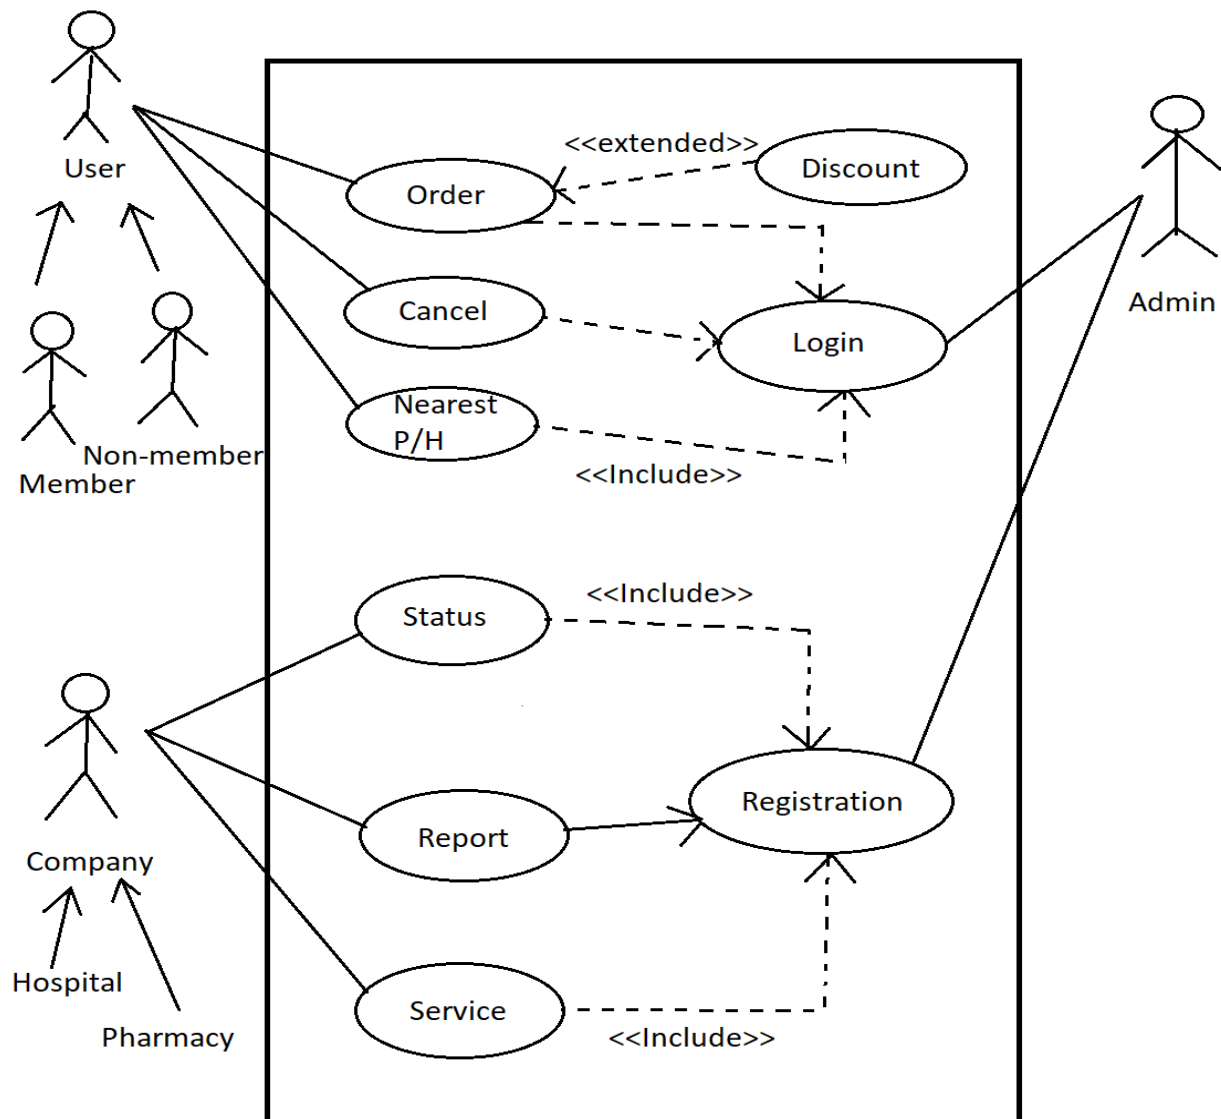 User
<<extended>>
Discount
Order
Cancel
Login
Admin
Nearest
P/H
Non-member
Member
<<Include>>
Status
<<Include>>
Company
Report
Registration
Hospital
Pharmacy
Service
<<Include>>